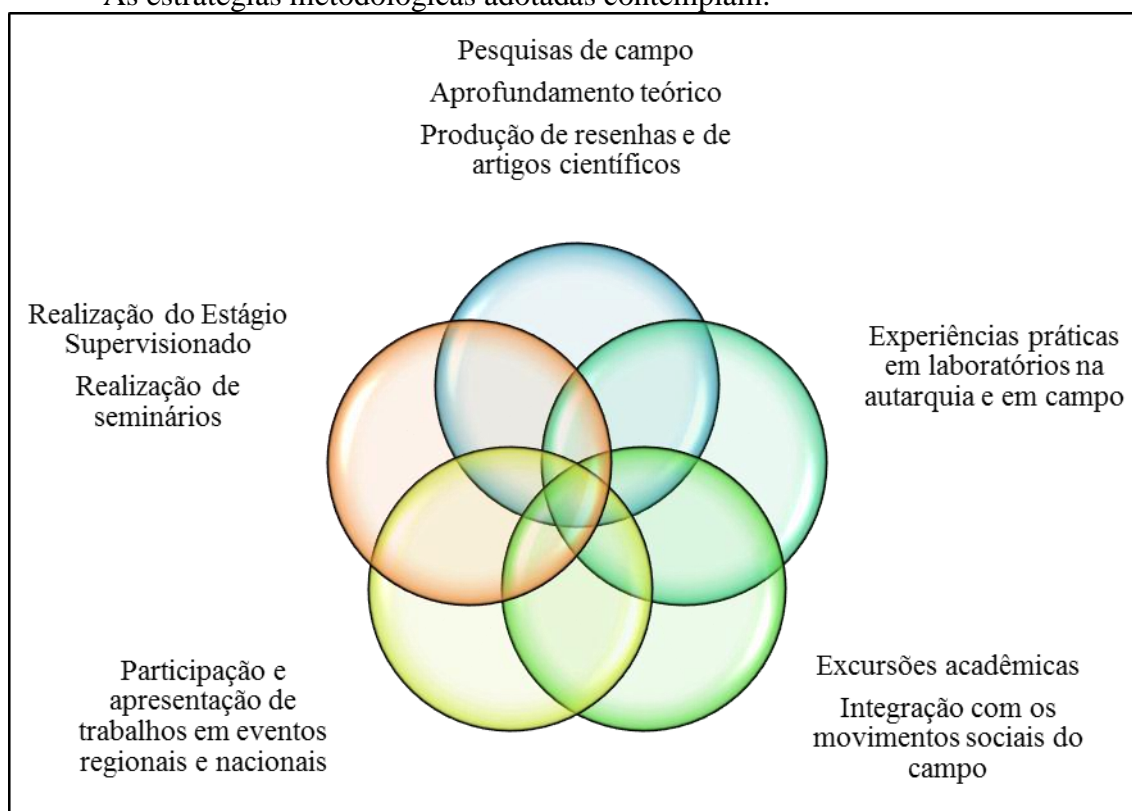 As estratégias metodológicas adotadas contemplam:
Pesquisas de campo
Aprofundamento teórico
Produção de resenhas e de
artigos científicos
Realização do Estágio
Supervisionado
Realização de
seminários
Experiências práticas
em laboratórios na
autarquia e em campo
Participação e
apresentação de
trabalhos em eventos
regionais e nacionais
Excursões acadêmicas
Integração com os
movimentos sociais do
campo